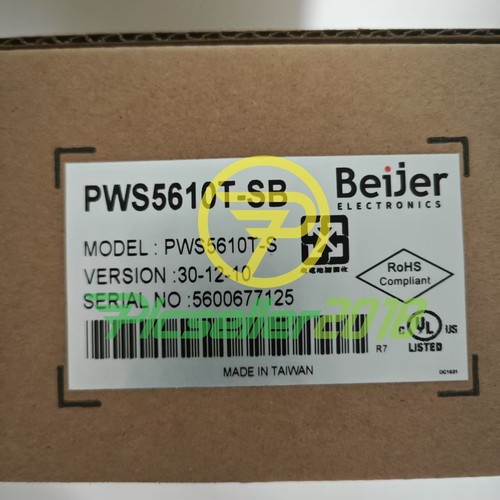 PWS5610T-SB
Beijer
ELECTRONICS
MODEL : PWS5610T-S
VERSION :30-12-10
SERIAL NO :5600677125
RoHS
Compliant
Picseller2018
C UL US
LISTED
R7
MADE IN TAIWAN